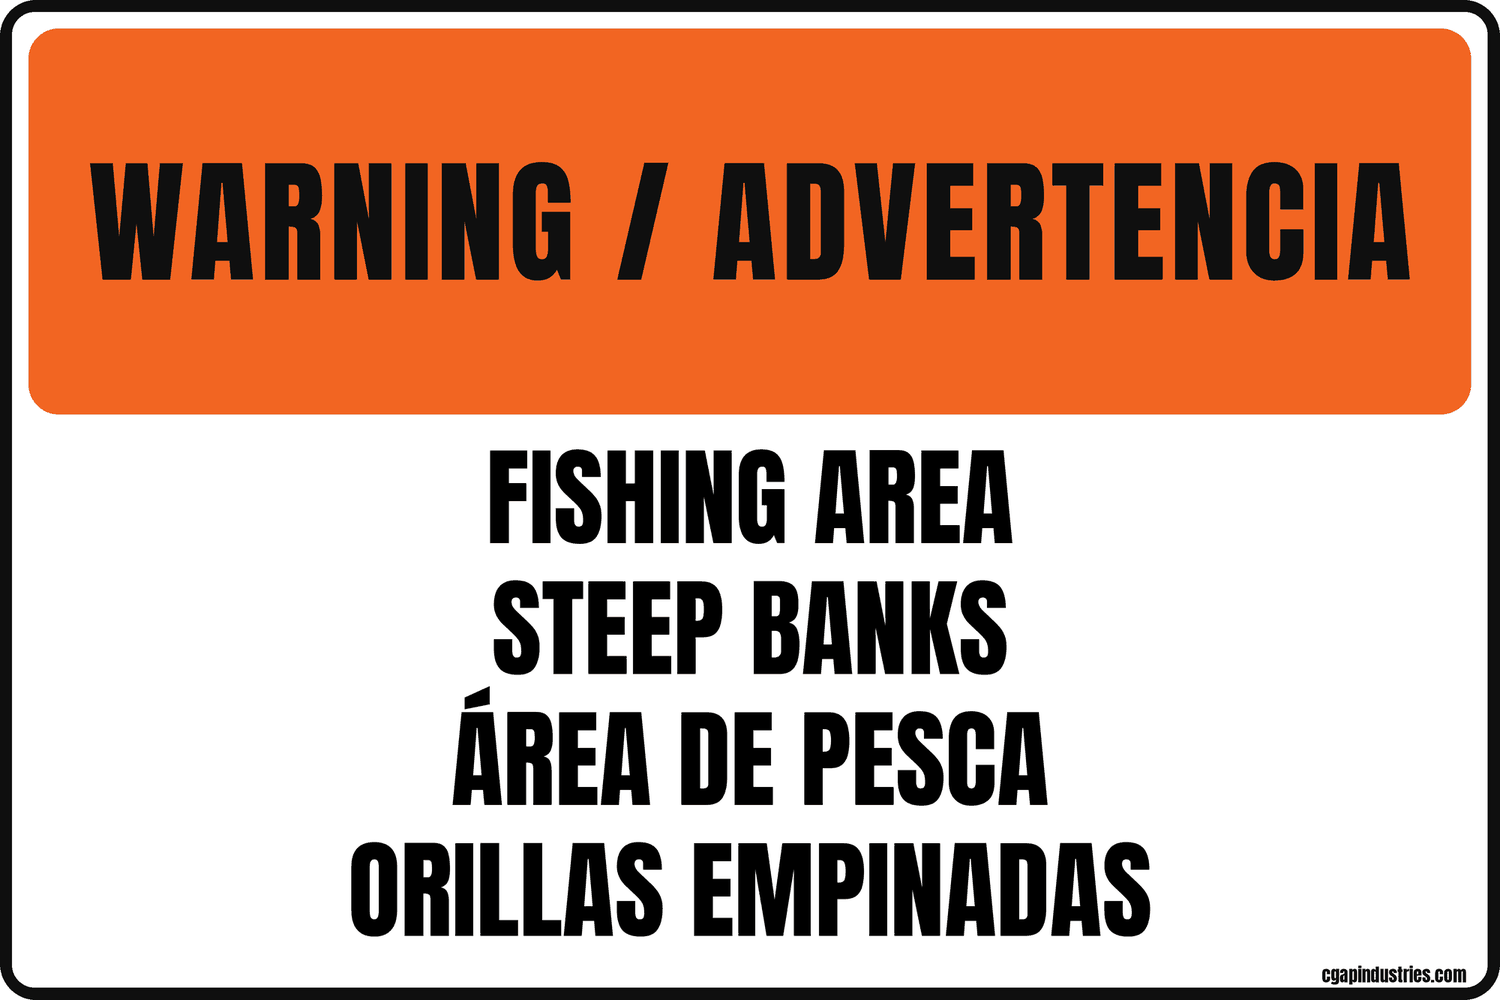 WARNING / ADVERTENCIA
FISHING AREA
STEEP BANKS
ÁREA DE PESCA
ORILLAS EMPINADAS
cgapindustries.com